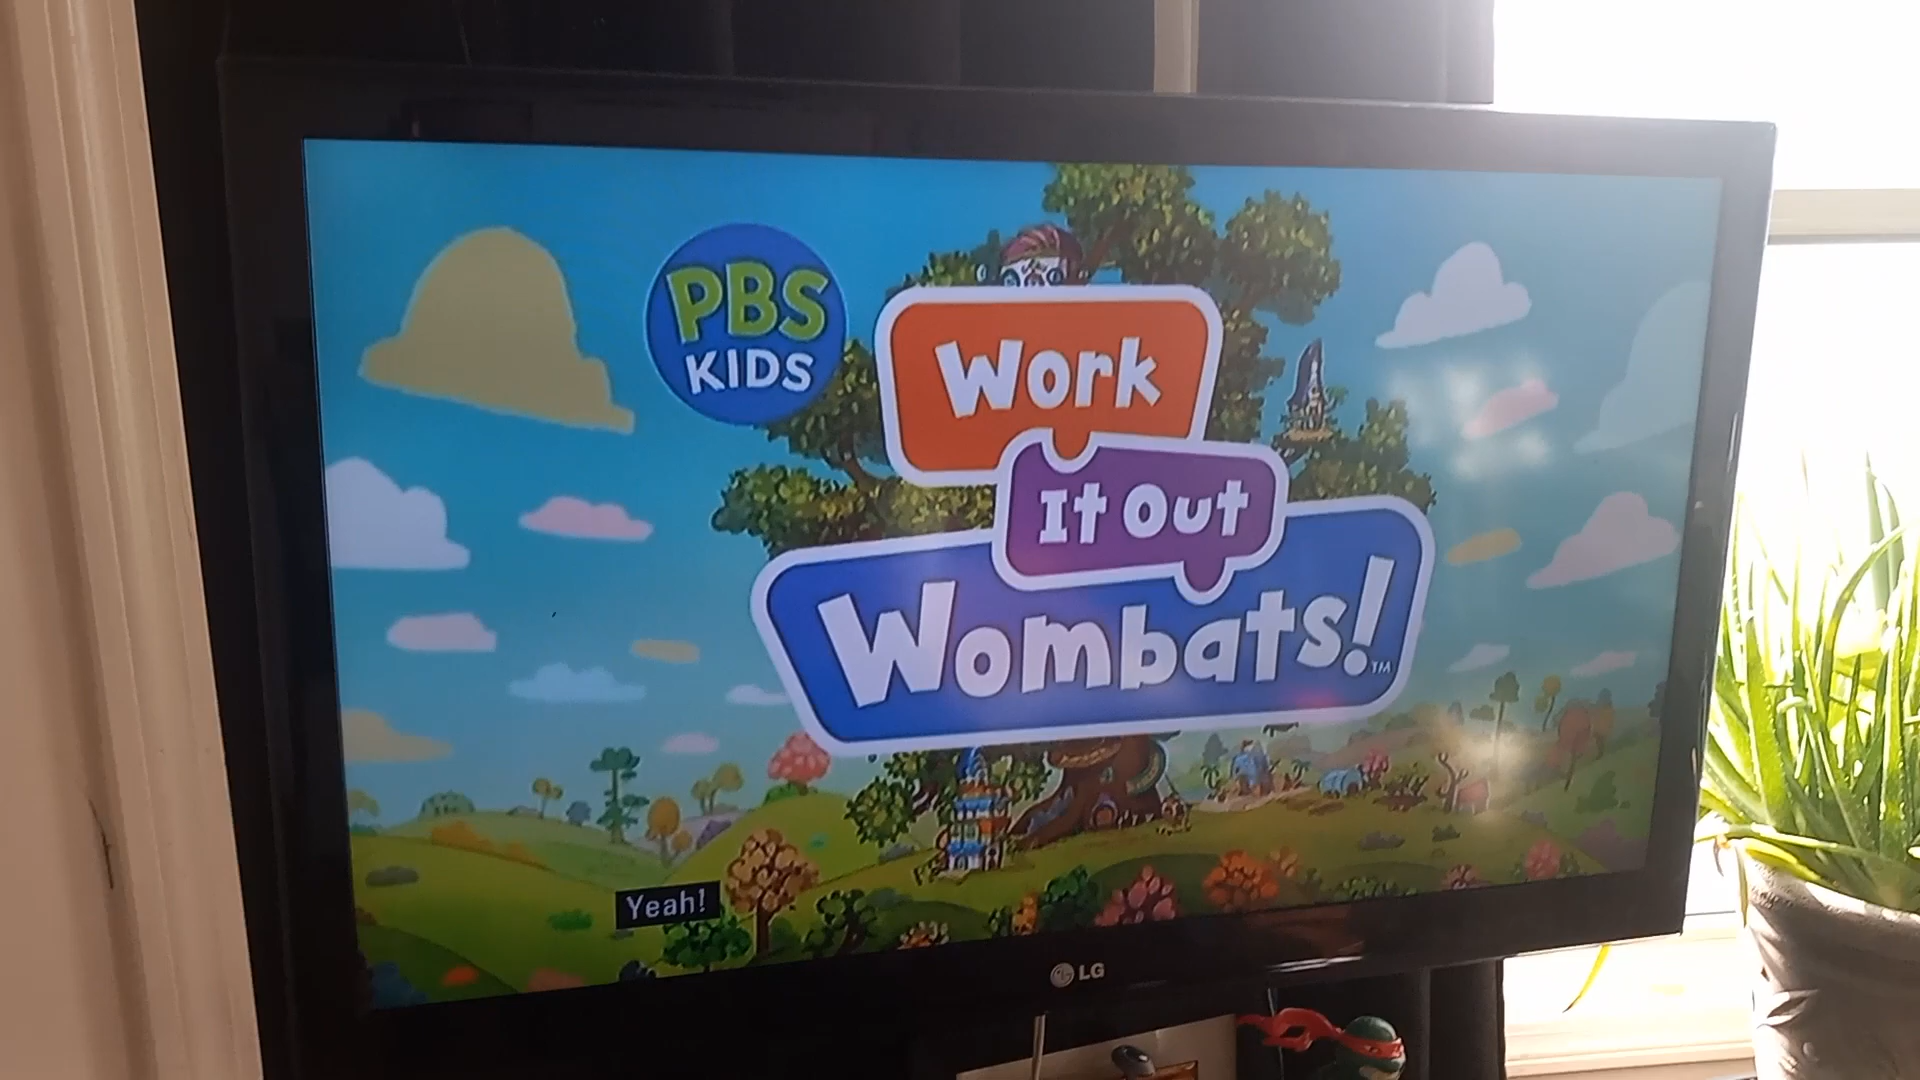 PBS
KIDS
Work
It Out
Wombats!™
Yeah!
LG